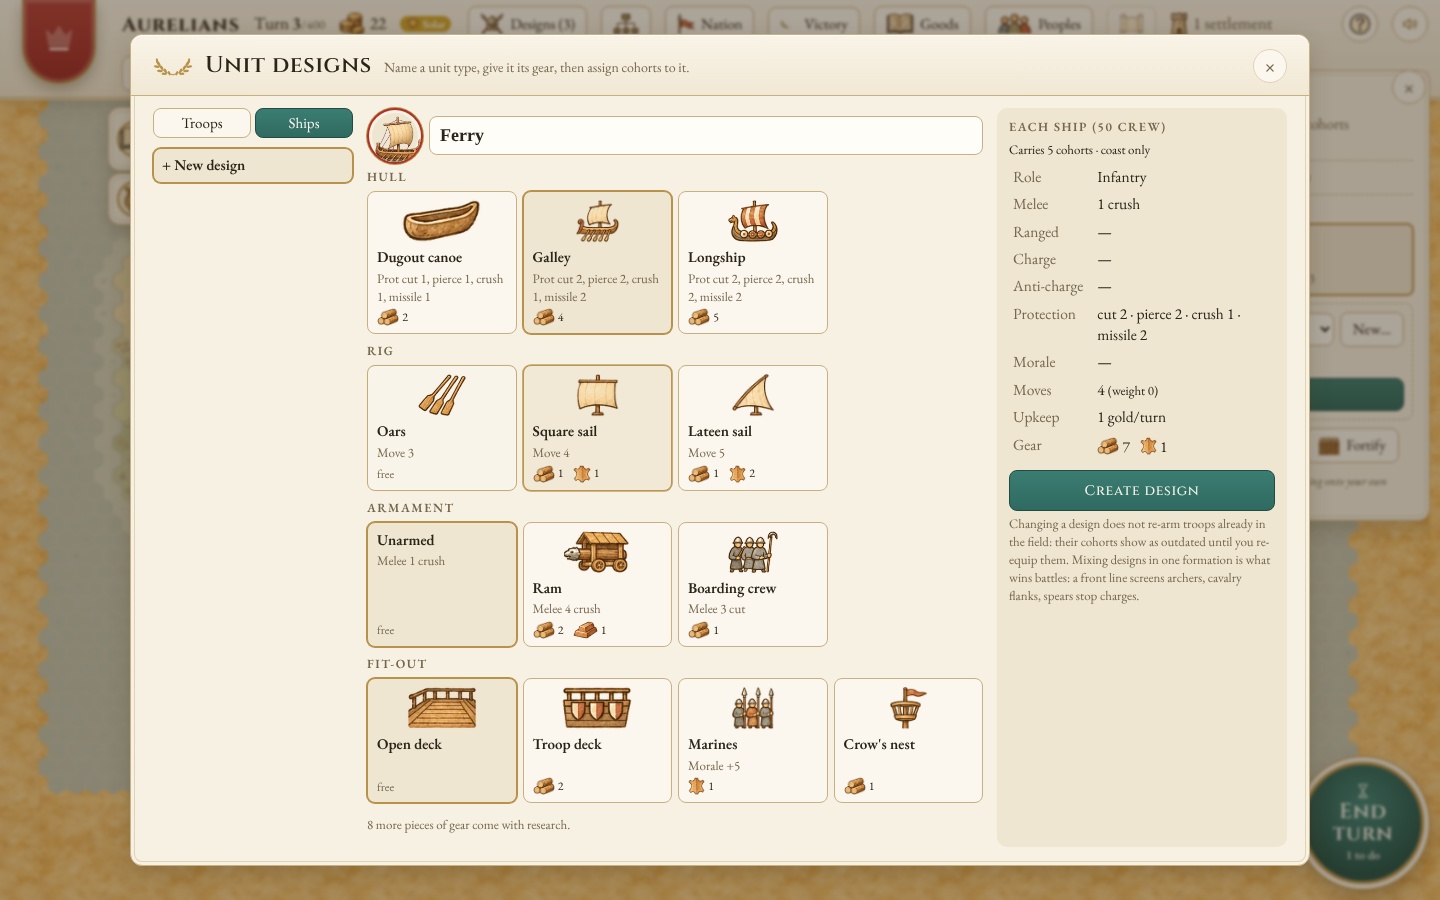 AURELIANS Turn 3/400 22 Solar Designs (3) Nation Victory Goods Peoples 1 settlement
UNIT DESIGNS Name a unit type, give it its gear, then assign cohorts to it. ×
Troops Ships
+ New design
Ferry
HULL
Dugout canoe
Prot cut 1, pierce 1, crush
1, missile 1
2
Galley
Prot cut 2, pierce 2, crush
1, missile 2
4
Longship
Prot cut 2, pierce 2, crush
2, missile 2
5
RIG
Oars
Move 3
free
Square sail
Move 4
1 1
Lateen sail
Move 5
1 2
ARMAMENT
Unarmed
Melee 1 crush
free
Ram
Melee 4 crush
2 1
Boarding crew
Melee 3 cut
1
FIT-OUT
Open deck
free
Troop deck
2
Marines
Morale +5
1
Crow's nest
1
8 more pieces of gear come with research.
EACH SHIP (50 CREW)
Carries 5 cohorts · coast only
Role Infantry
Melee 1 crush
Ranged —
Charge —
Anti-charge —
Protection cut 2 · pierce 2 · crush 1 ·
missile 2
Morale —
Moves 4 (weight 0)
Upkeep 1 gold/turn
Gear 7 1
CREATE DESIGN
Changing a design does not re-arm troops already in
the field: their cohorts show as outdated until you re-
equip them. Mixing designs in one formation is what
wins battles: a front line screens archers, cavalry
flanks, spears stop charges.
×
cohorts
New...
Fortify
END
TURN
1 to do